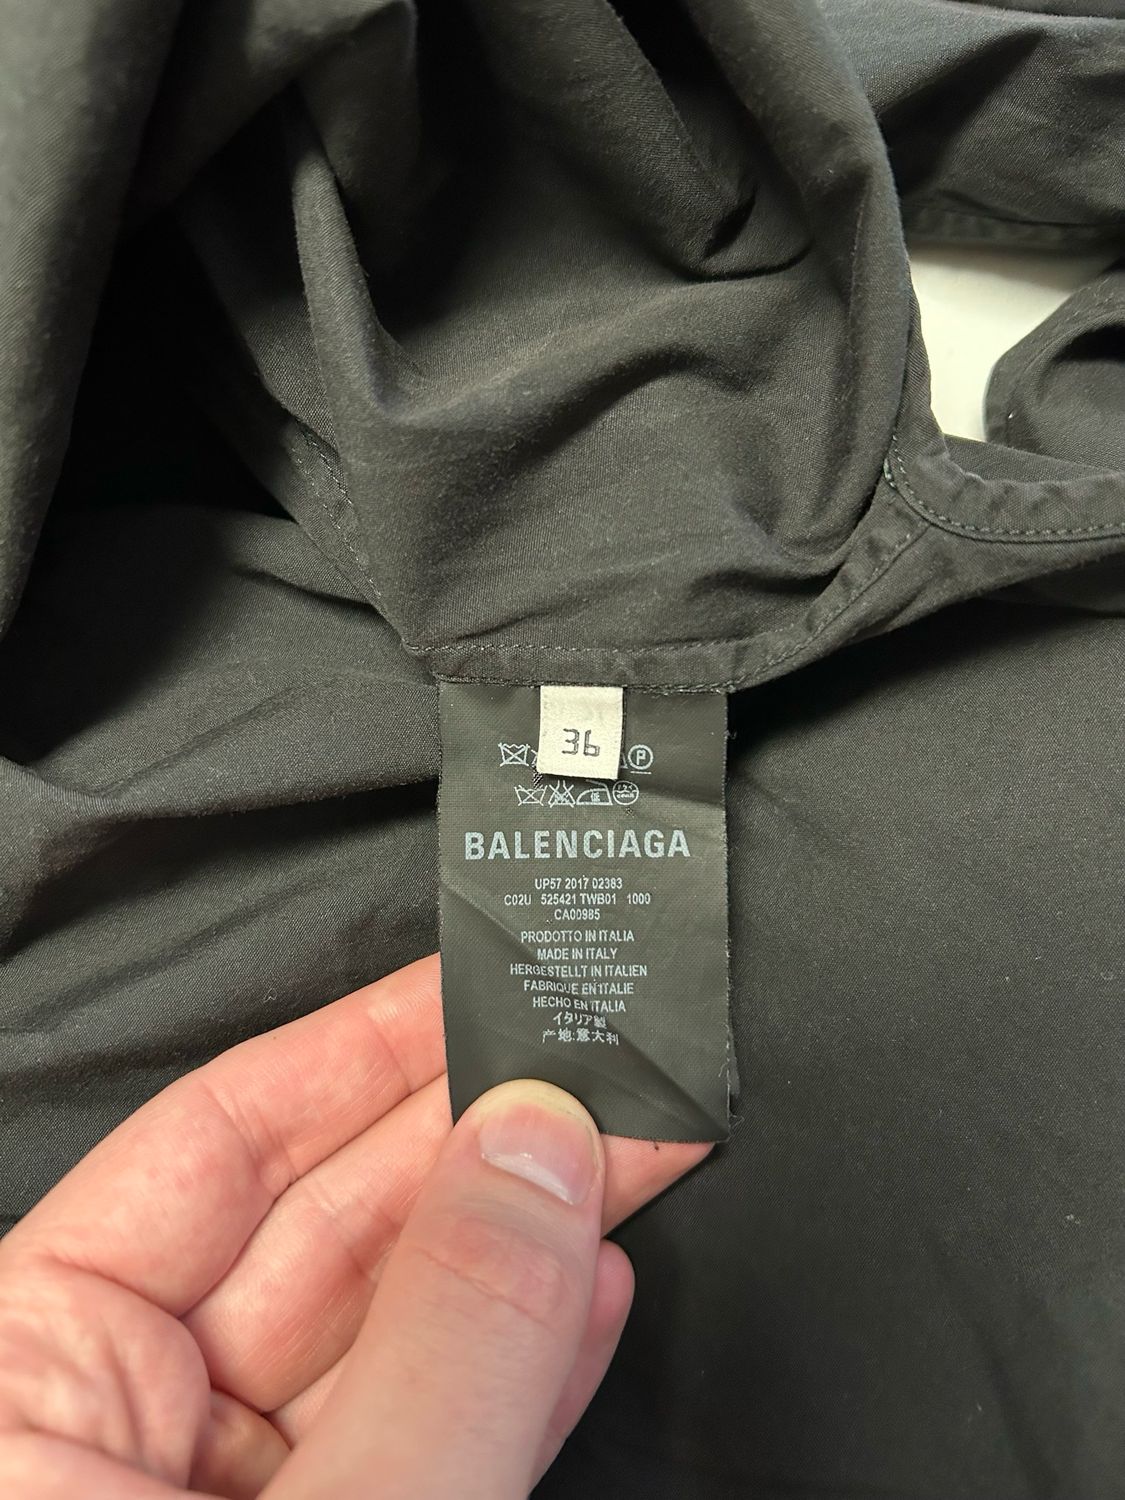 36
P
BALENCIAGA
UP57 2017 02383
C02U 525421 TWB01 1000
CA00985
PRODOTTO IN ITALIA
MADE IN ITALY
HERGESTELLT IN ITALIEN
FABRIQUE EN ITALIE
HECHO EN ITALIA
イタリア製
产地:意大利